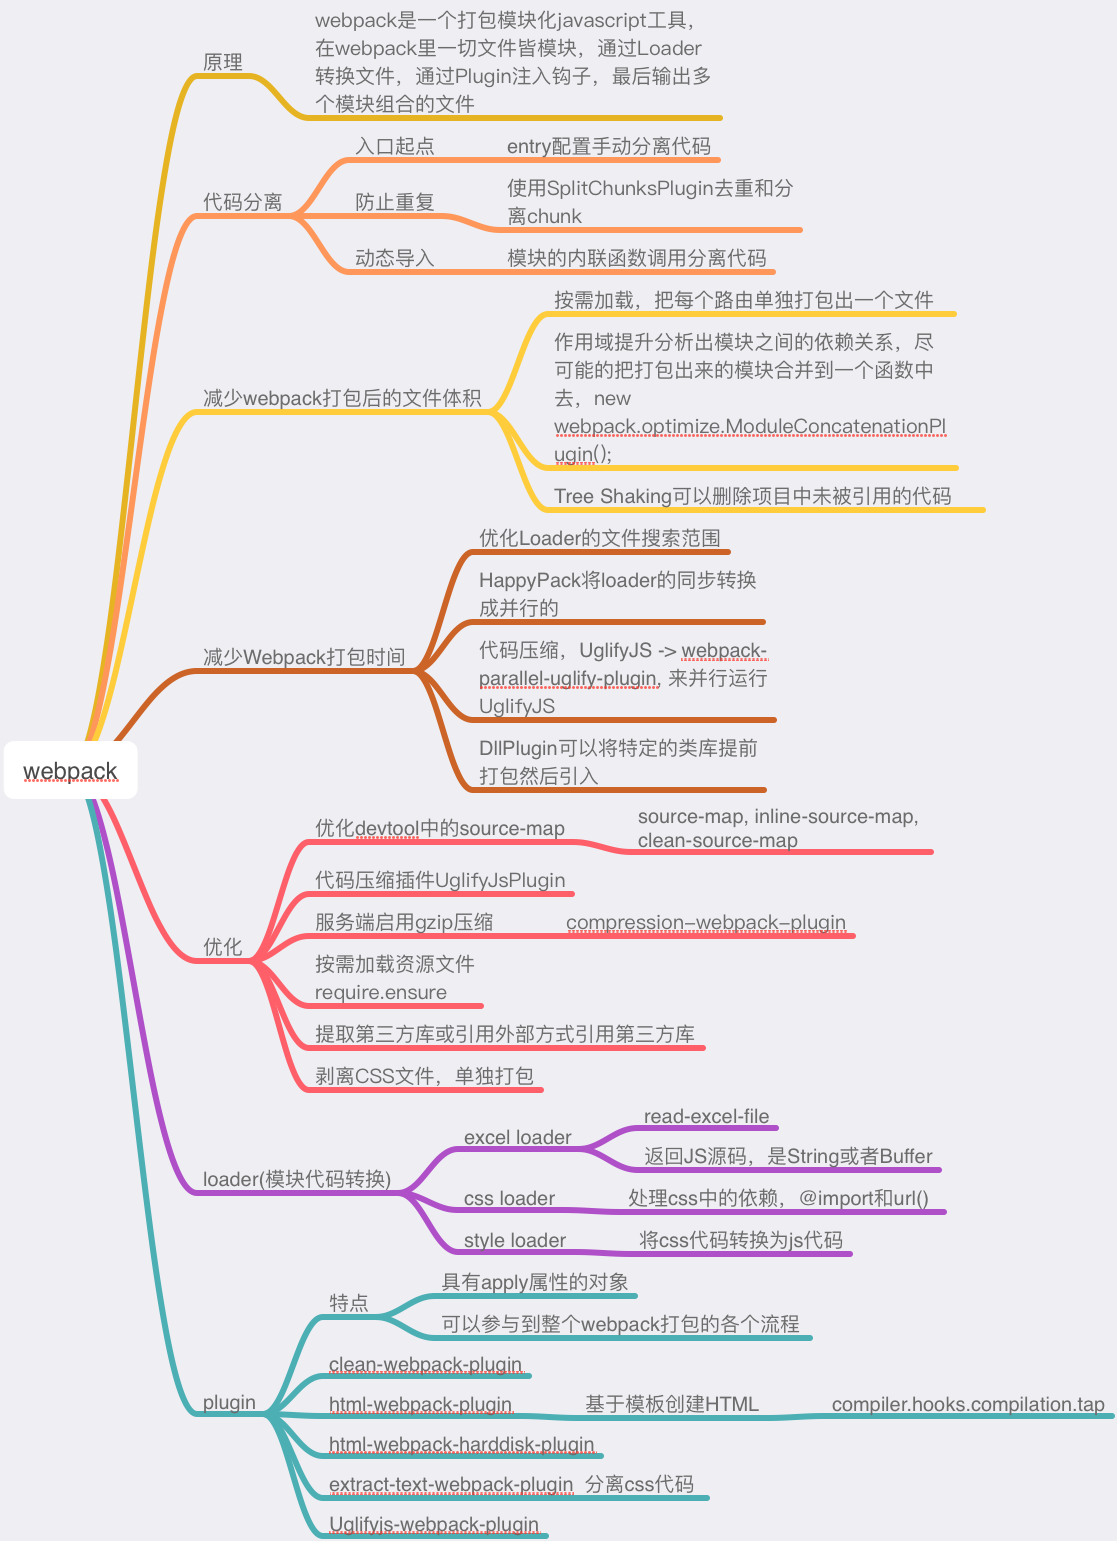 webpack
原理
webpack是一个打包模块化javascript工具，
在webpack里一切文件皆模块，通过Loader
转换文件，通过Plugin注入钩子，最后输出多
个模块组合的文件
代码分离
入口起点
entry配置手动分离代码
防止重复
使用SplitChunksPlugin去重和分
离chunk
动态导入
模块的内联函数调用分离代码
减少webpack打包后的文件体积
按需加载，把每个路由单独打包出一个文件
作用域提升分析出模块之间的依赖关系，尽
可能的把打包出来的模块合并到一个函数中
去，new
webpack.optimize.ModuleConcatenationPl
ugin();
Tree Shaking可以删除项目中未被引用的代码
减少Webpack打包时间
优化Loader的文件搜索范围
HappyPack将loader的同步转换
成并行的
代码压缩，UglifyJS -> webpack-
parallel-uglify-plugin, 来并行运行
UglifyJS
DllPlugin可以将特定的类库提前
打包然后引入
优化
优化devtool中的source-map
source-map, inline-source-map,
clean-source-map
代码压缩插件UglifyJsPlugin
服务端启用gzip压缩
compression–webpack–plugin
按需加载资源文件
require.ensure
提取第三方库或引用外部方式引用第三方库
剥离CSS文件，单独打包
loader(模块代码转换)
excel loader
read-excel-file
返回JS源码，是String或者Buffer
css loader
处理css中的依赖，@import和url()
style loader
将css代码转换为js代码
plugin
特点
具有apply属性的对象
可以参与到整个webpack打包的各个流程
clean-webpack-plugin
html-webpack-plugin
基于模板创建HTML
compiler.hooks.compilation.tap
html-webpack-harddisk-plugin
extract-text-webpack-plugin
分离css代码
Uglifyjs-webpack-plugin